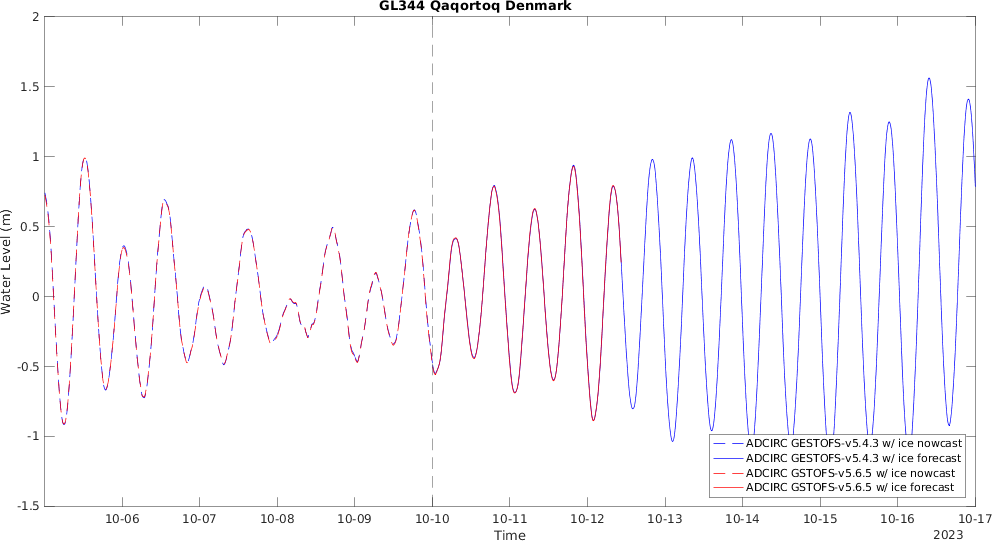 GL344 Qaqortoq Denmark
2
1.5
1
0.5
0
-0.5
-1
-1.5
Water Level (m)
ADCIRC GESTOFS-v5.4.3 w/ ice nowcast
ADCIRC GESTOFS-v5.4.3 w/ ice forecast
ADCIRC GSTOFS-v5.6.5 w/ ice nowcast
ADCIRC GSTOFS-v5.6.5 w/ ice forecast
10-06 10-07 10-08 10-09 10-10 10-11 10-12 10-13 10-14 10-15 10-16 10-17
Time
2023